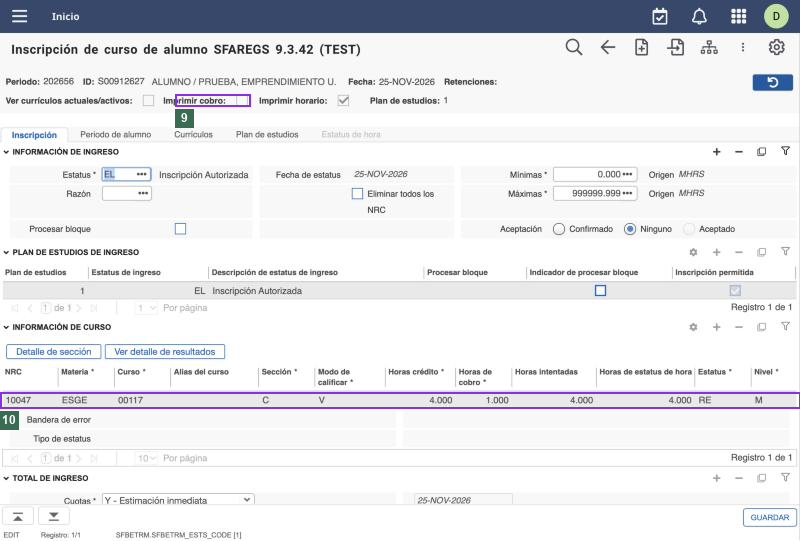 Inicio
D
Inscripción de curso de alumno SFAREGS 9.3.42 (TEST)
Periodo: 202656 ID: S00912627 ALUMNO / PRUEBA, EMPRENDIMIENTO U. Fecha: 25-NOV-2026 Retenciones:
Ver currículos actuales/activos: Imprimir cobro: Imprimir horario: Plan de estudios: 1
9
Inscripción Periodo de alumno Currículos Plan de estudios Estatus de hora
INFORMACIÓN DE INGRESO
Estatus * EL ••• Inscripción Autorizada Fecha de estatus 25-NOV-2026 Mínimas * 0.000 ••• Origen MHRS
Razón ••• Eliminar todos los NRC Máximas * 999999.999 ••• Origen MHRS
Procesar bloque Aceptación Confirmado Ninguno Aceptado
PLAN DE ESTUDIOS DE INGRESO
Plan de estudios Estatus de ingreso Descripción de estatus de ingreso Procesar bloque Indicador de procesar bloque Inscripción permitida
1 EL Inscripción Autorizada
1 de 1 1 Por página Registro 1 de 1
INFORMACIÓN DE CURSO
Detalle de sección Ver detalle de resultados
NRC Materia * Curso * Alias del curso Sección * Modo de calificar * Horas crédito * Horas de cobro * Horas intentadas Horas de estatus de hora Estatus * Nivel *
10047 ESGE 00117 C V 4.000 1.000 4.000 4.000 RE M
10 Bandera de error
Tipo de estatus
1 de 1 10 Por página Registro 1 de 1
TOTAL DE INGRESO
Cuotas * Y - Estimación inmediata 25-NOV-2026
GUARDAR
EDIT Registro: 1/1 SFBETRM.SFBETRM_ESTS_CODE [1]